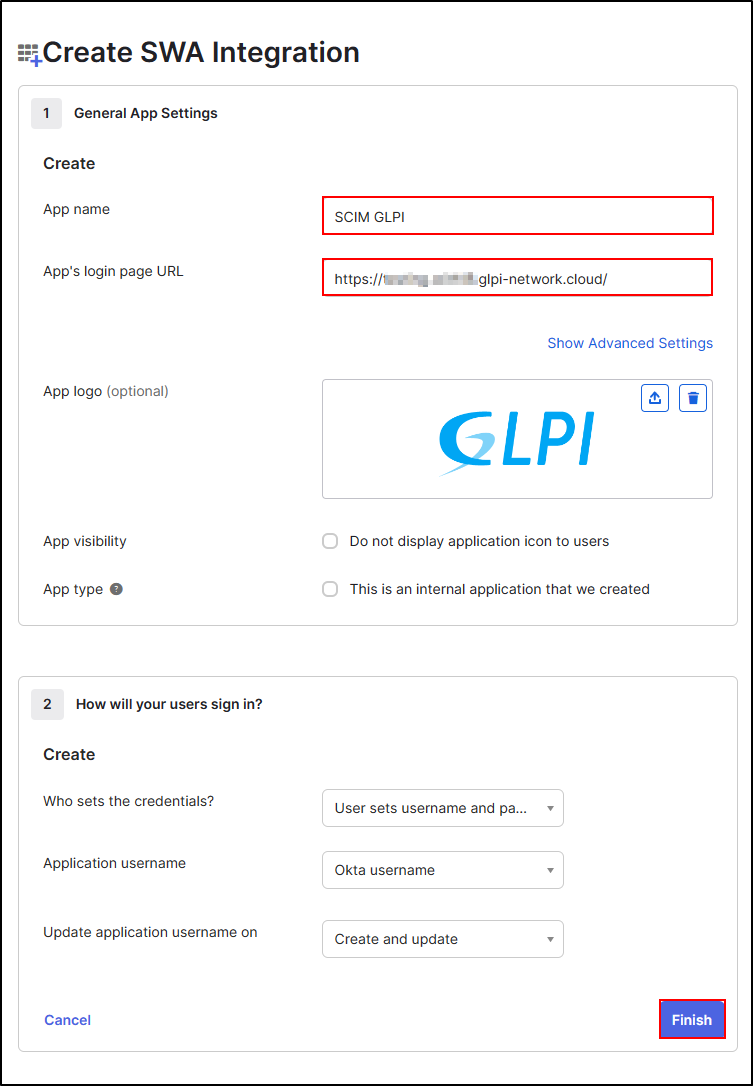 Create SWA Integration
1 General App Settings
Create
App name
SCIM GLPI
App's login page URL
https:// glpi-network.cloud/
Show Advanced Settings
App logo (optional)
GLPI
App visibility
Do not display application icon to users
App type ?
This is an internal application that we created
2 How will your users sign in?
Create
Who sets the credentials?
User sets username and pa...
Application username
Okta username
Update application username on
Create and update
Cancel
Finish